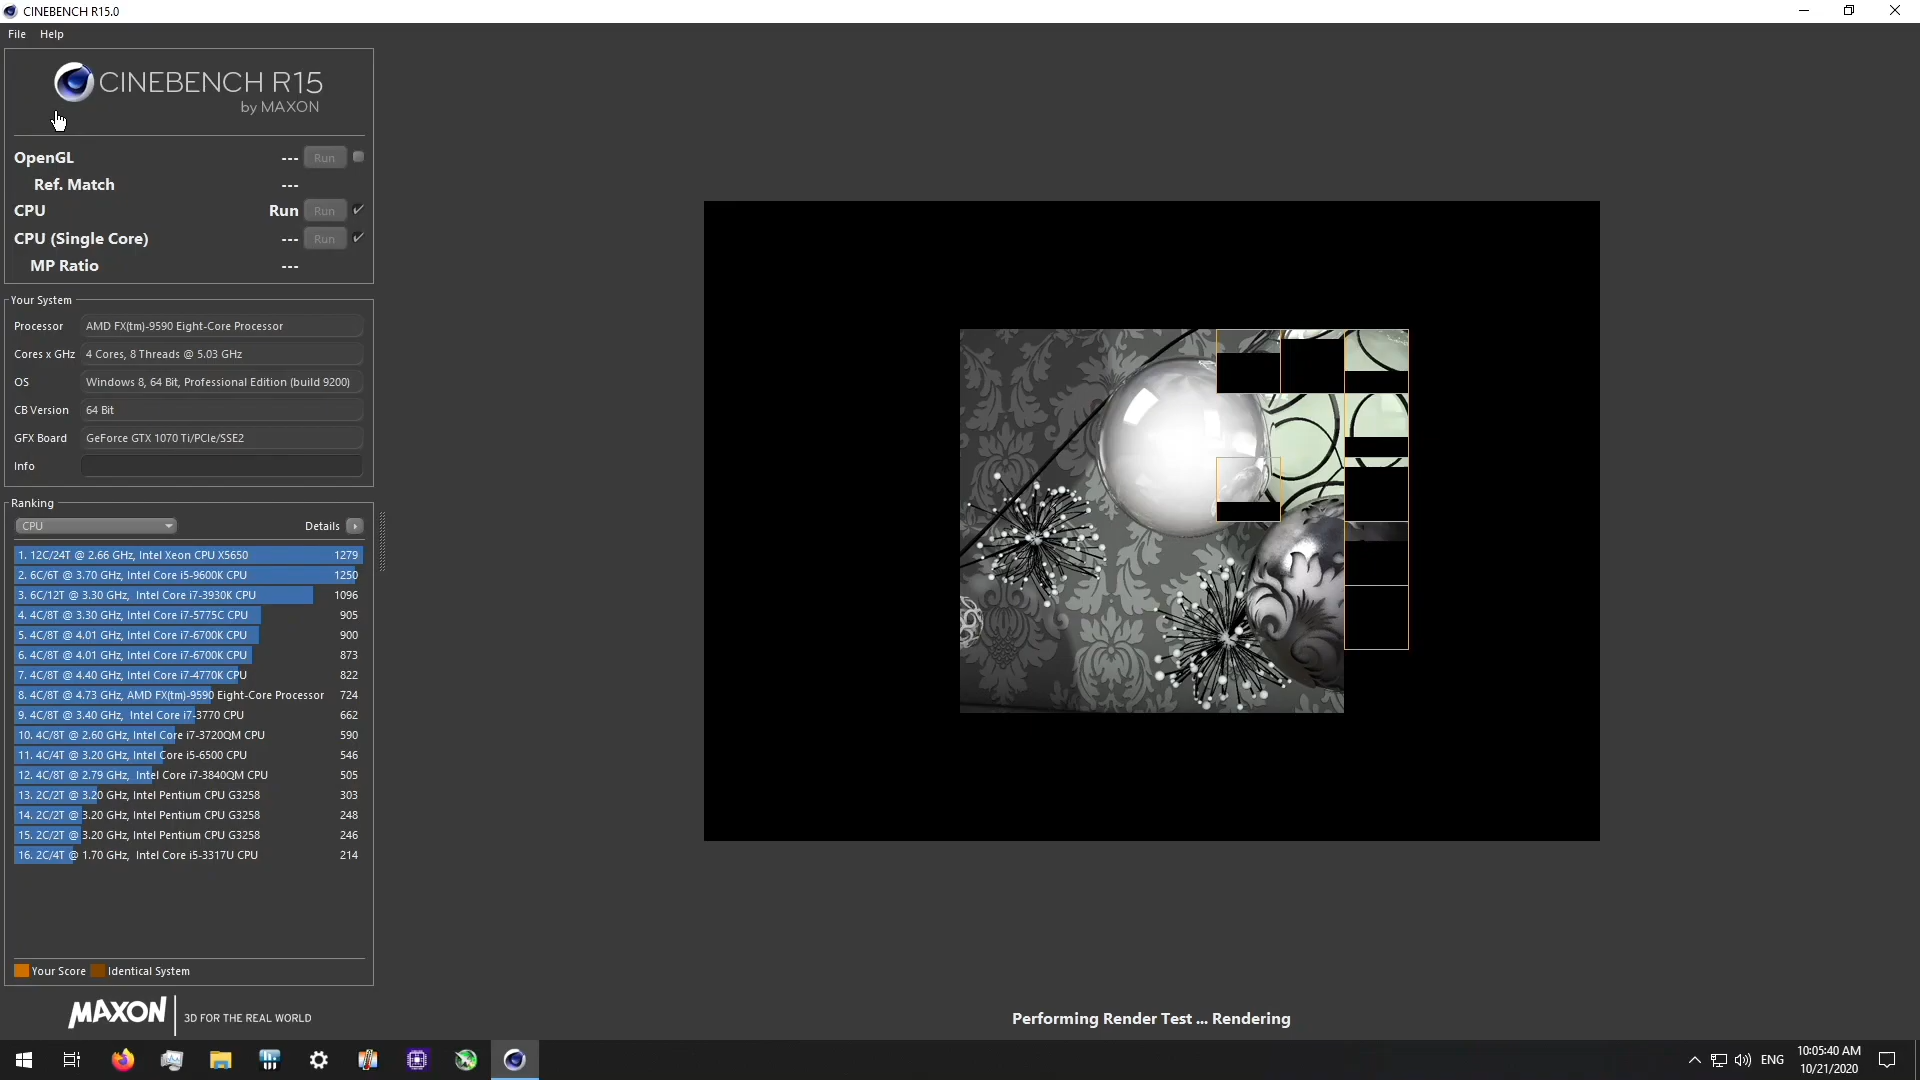 CINEBENCH R15.0
File Help
CINEBENCH R15
by MAXON
OpenGL --- Run
Ref. Match ---
CPU Run Run
CPU (Single Core) --- Run
MP Ratio ---
Your System
Processor AMD FX(tm)-9590 Eight-Core Processor
Cores x GHz 4 Cores, 8 Threads @ 5.03 GHz
OS Windows 8, 64 Bit, Professional Edition (build 9200)
CB Version 64 Bit
GFX Board GeForce GTX 1070 Ti/PCIe/SSE2
Info
Ranking
CPU Details
1. 12C/24T @ 2.66 GHz, Intel Xeon CPU X5650 1279
2. 6C/6T @ 3.70 GHz, Intel Core i5-9600K CPU 1250
3. 6C/12T @ 3.30 GHz, Intel Core i7-3930K CPU 1096
4. 4C/8T @ 3.30 GHz, Intel Core i7-5775C CPU 905
5. 4C/8T @ 4.01 GHz, Intel Core i7-6700K CPU 900
6. 4C/8T @ 4.01 GHz, Intel Core i7-6700K CPU 873
7. 4C/8T @ 4.40 GHz, Intel Core i7-4770K CPU 822
8. 4C/8T @ 4.73 GHz, AMD FX(tm)-9590 Eight-Core Processor 724
9. 4C/8T @ 3.40 GHz, Intel Core i7-3770 CPU 662
10. 4C/8T @ 2.60 GHz, Intel Core i7-3720QM CPU 590
11. 4C/4T @ 3.20 GHz, Intel Core i5-6500 CPU 546
12. 4C/8T @ 2.79 GHz, Intel Core i7-3840QM CPU 505
13. 2C/2T @ 3.20 GHz, Intel Pentium CPU G3258 303
14. 2C/2T @ 3.20 GHz, Intel Pentium CPU G3258 248
15. 2C/2T @ 3.20 GHz, Intel Pentium CPU G3258 246
16. 2C/4T @ 1.70 GHz, Intel Core i5-3317U CPU 214
Your Score Identical System
MAXON 3D FOR THE REAL WORLD
Performing Render Test ... Rendering
ENG
10:05:40 AM
10/21/2020